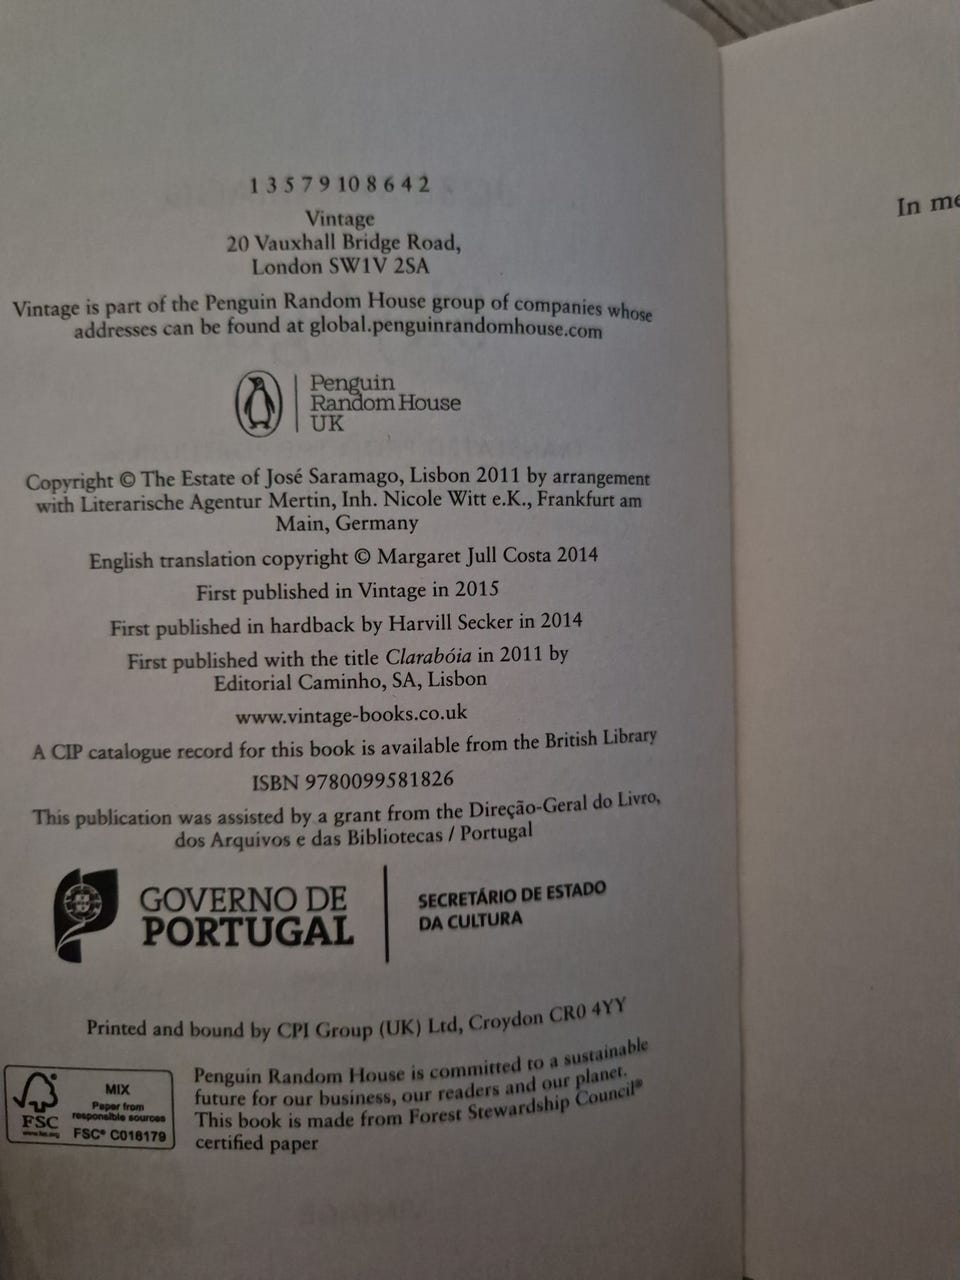 1 3 5 7 9 10 8 6 4 2
Vintage
20 Vauxhall Bridge Road,
London SW1V 2SA
Vintage is part of the Penguin Random House group of companies whose
addresses can be found at global.penguinrandomhouse.com
Penguin
Random House
UK
Copyright © The Estate of José Saramago, Lisbon 2011 by arrangement
with Literarische Agentur Mertin, Inh. Nicole Witt e.K., Frankfurt am
Main, Germany
English translation copyright © Margaret Jull Costa 2014
First published in Vintage in 2015
First published in hardback by Harvill Secker in 2014
First published with the title Clarabóia in 2011 by
Editorial Caminho, SA, Lisbon
www.vintage-books.co.uk
A CIP catalogue record for this book is available from the British Library
ISBN 9780099581826
This publication was assisted by a grant from the Direção-Geral do Livro,
dos Arquivos e das Bibliotecas / Portugal
GOVERNO DE
PORTUGAL
SECRETÁRIO DE ESTADO
DA CULTURA
Printed and bound by CPI Group (UK) Ltd, Croydon CR0 4YY
FSC
www.fsc.org
MIX
Paper from
responsible sources
FSC® C018179
Penguin Random House is committed to a sustainable
future for our business, our readers and our planet.
This book is made from Forest Stewardship Council®
certified paper
In me